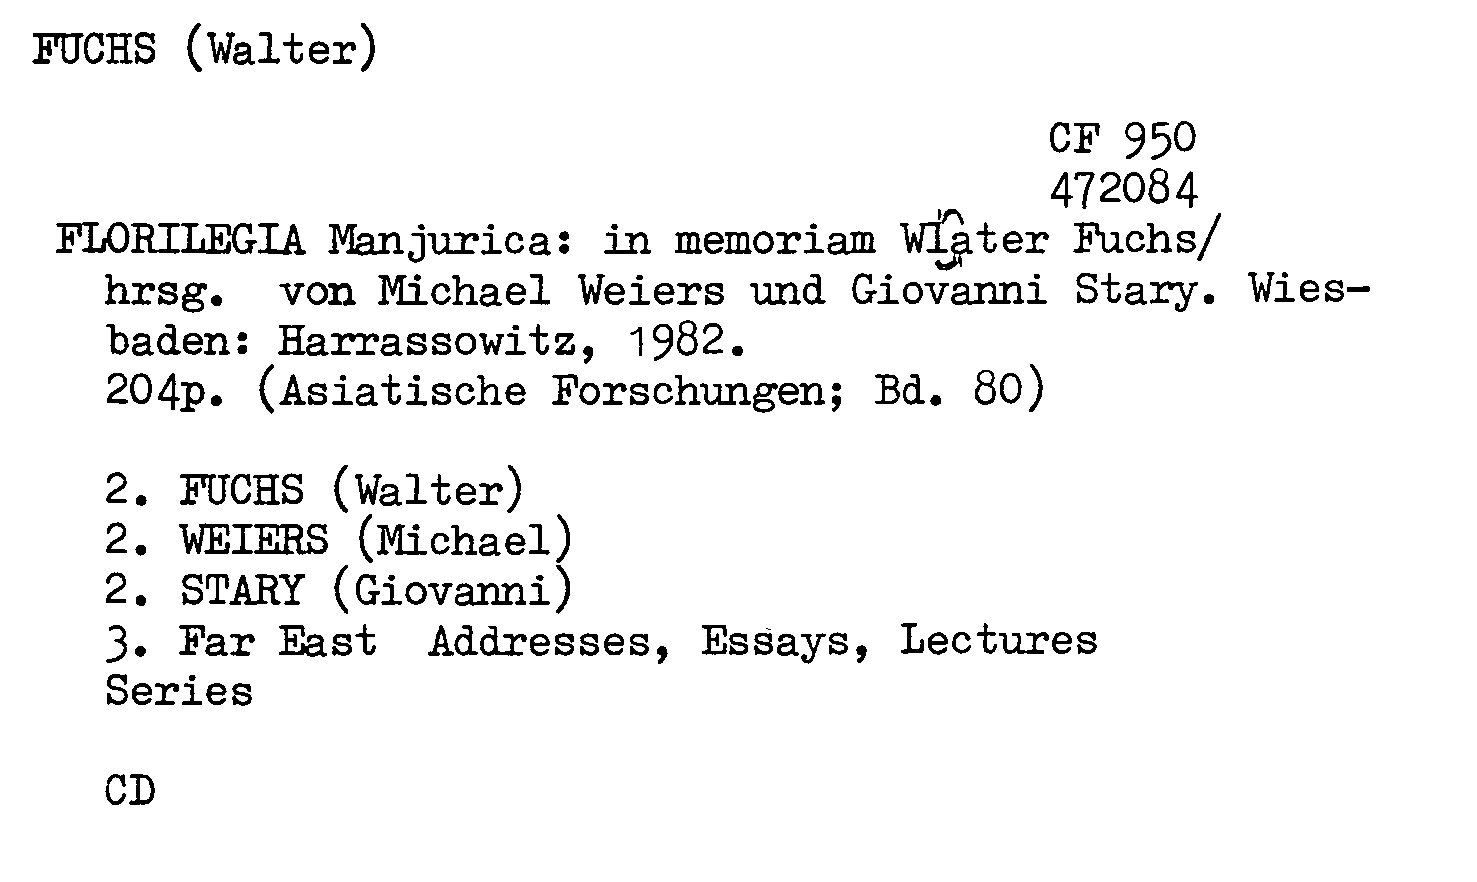 FUCHS (Walter)
CF 950
472084
FLORILEGIA Manjurica: in memoriam Wlater Fuchs/
hrsg. von Michael Weiers und Giovanni Stary. Wies-
baden: Harrassowitz, 1982.
204p. (Asiatische Forschungen; Bd. 80)
2. FUCHS (Walter)
2. WEIERS (Michael)
2. STARY (Giovanni)
3. Far East Addresses, Essays, Lectures
Series
CD